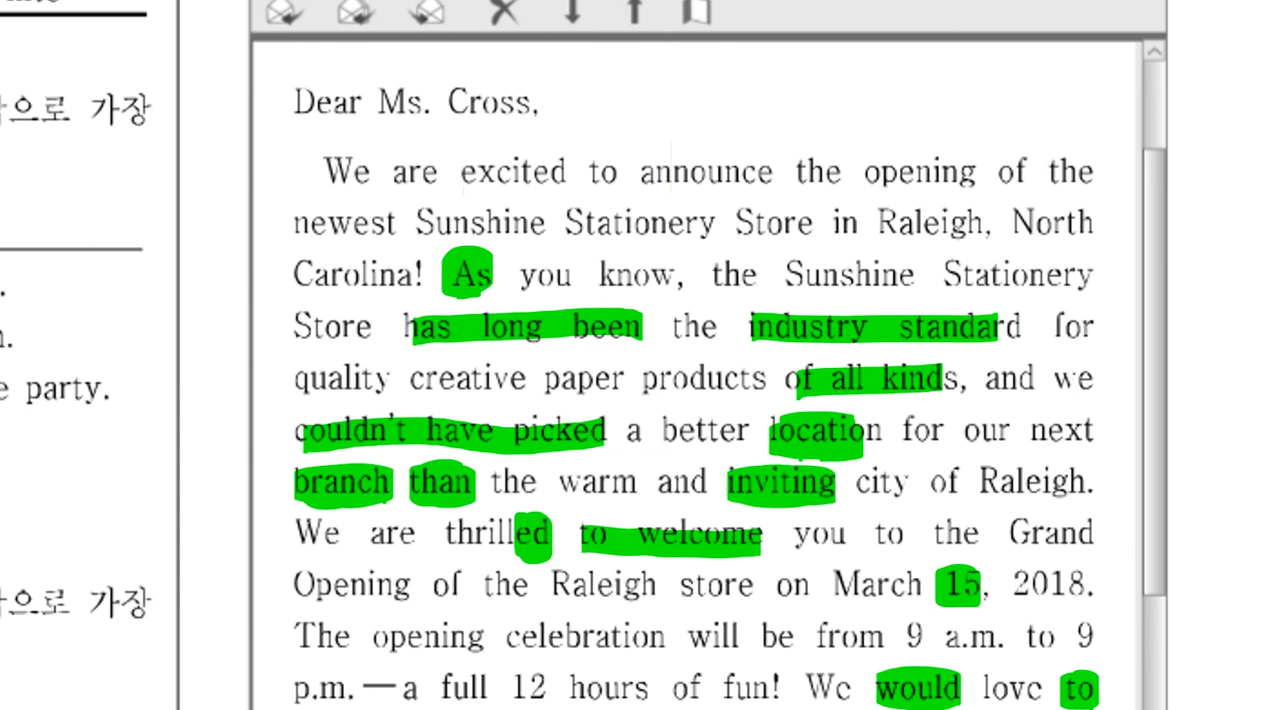 으로 가장
.
n.
e party.
으로 가장
Dear Ms. Cross,
We are excited to announce the opening of the
newest Sunshine Stationery Store in Raleigh, North
Carolina! As you know, the Sunshine Stationery
Store has long been the industry standard for
quality creative paper products of all kinds, and we
couldn't have picked a better location for our next
branch than the warm and inviting city of Raleigh.
We are thrilled to welcome you to the Grand
Opening of the Raleigh store on March 15, 2018.
The opening celebration will be from 9 a.m. to 9
p.m.—a full 12 hours of fun! We would love to